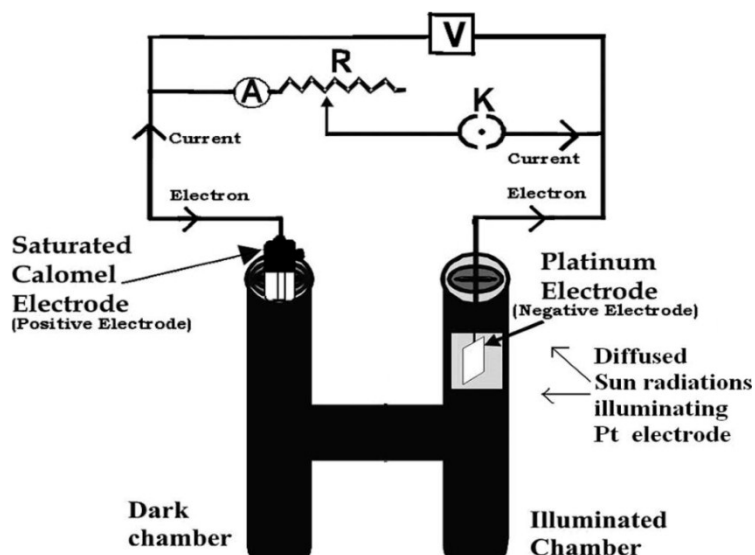 V
R
A
K
Current
Current
Electron
Electron
Saturated
Calomel
Electrode
(Positive Electrode)
Platinum
Electrode
(Negative Electrode)
Diffused
Sun radiations
illuminating
Pt electrode
Dark
chamber
Illuminated
Chamber